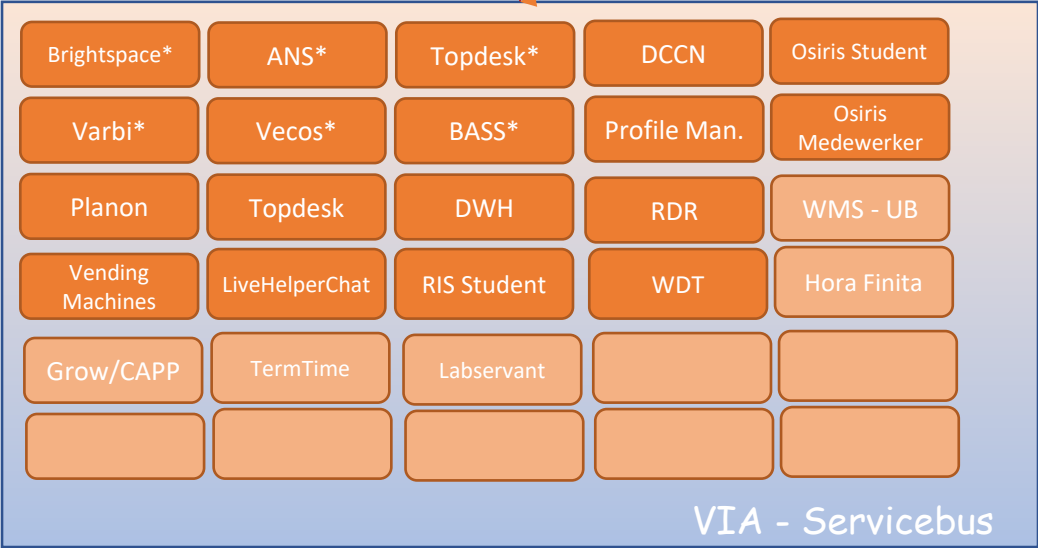 Brightspace*
ANS*
Topdesk*
DCCN
Osiris Student
Varbi*
Vecos*
BASS*
Profile Man.
Osiris
Medewerker
Planon
Topdesk
DWH
RDR
WMS - UB
Vending
Machines
LiveHelperChat
RIS Student
WDT
Hora Finita
Grow/CAPP
TermTime
Labservant
VIA - Servicebus